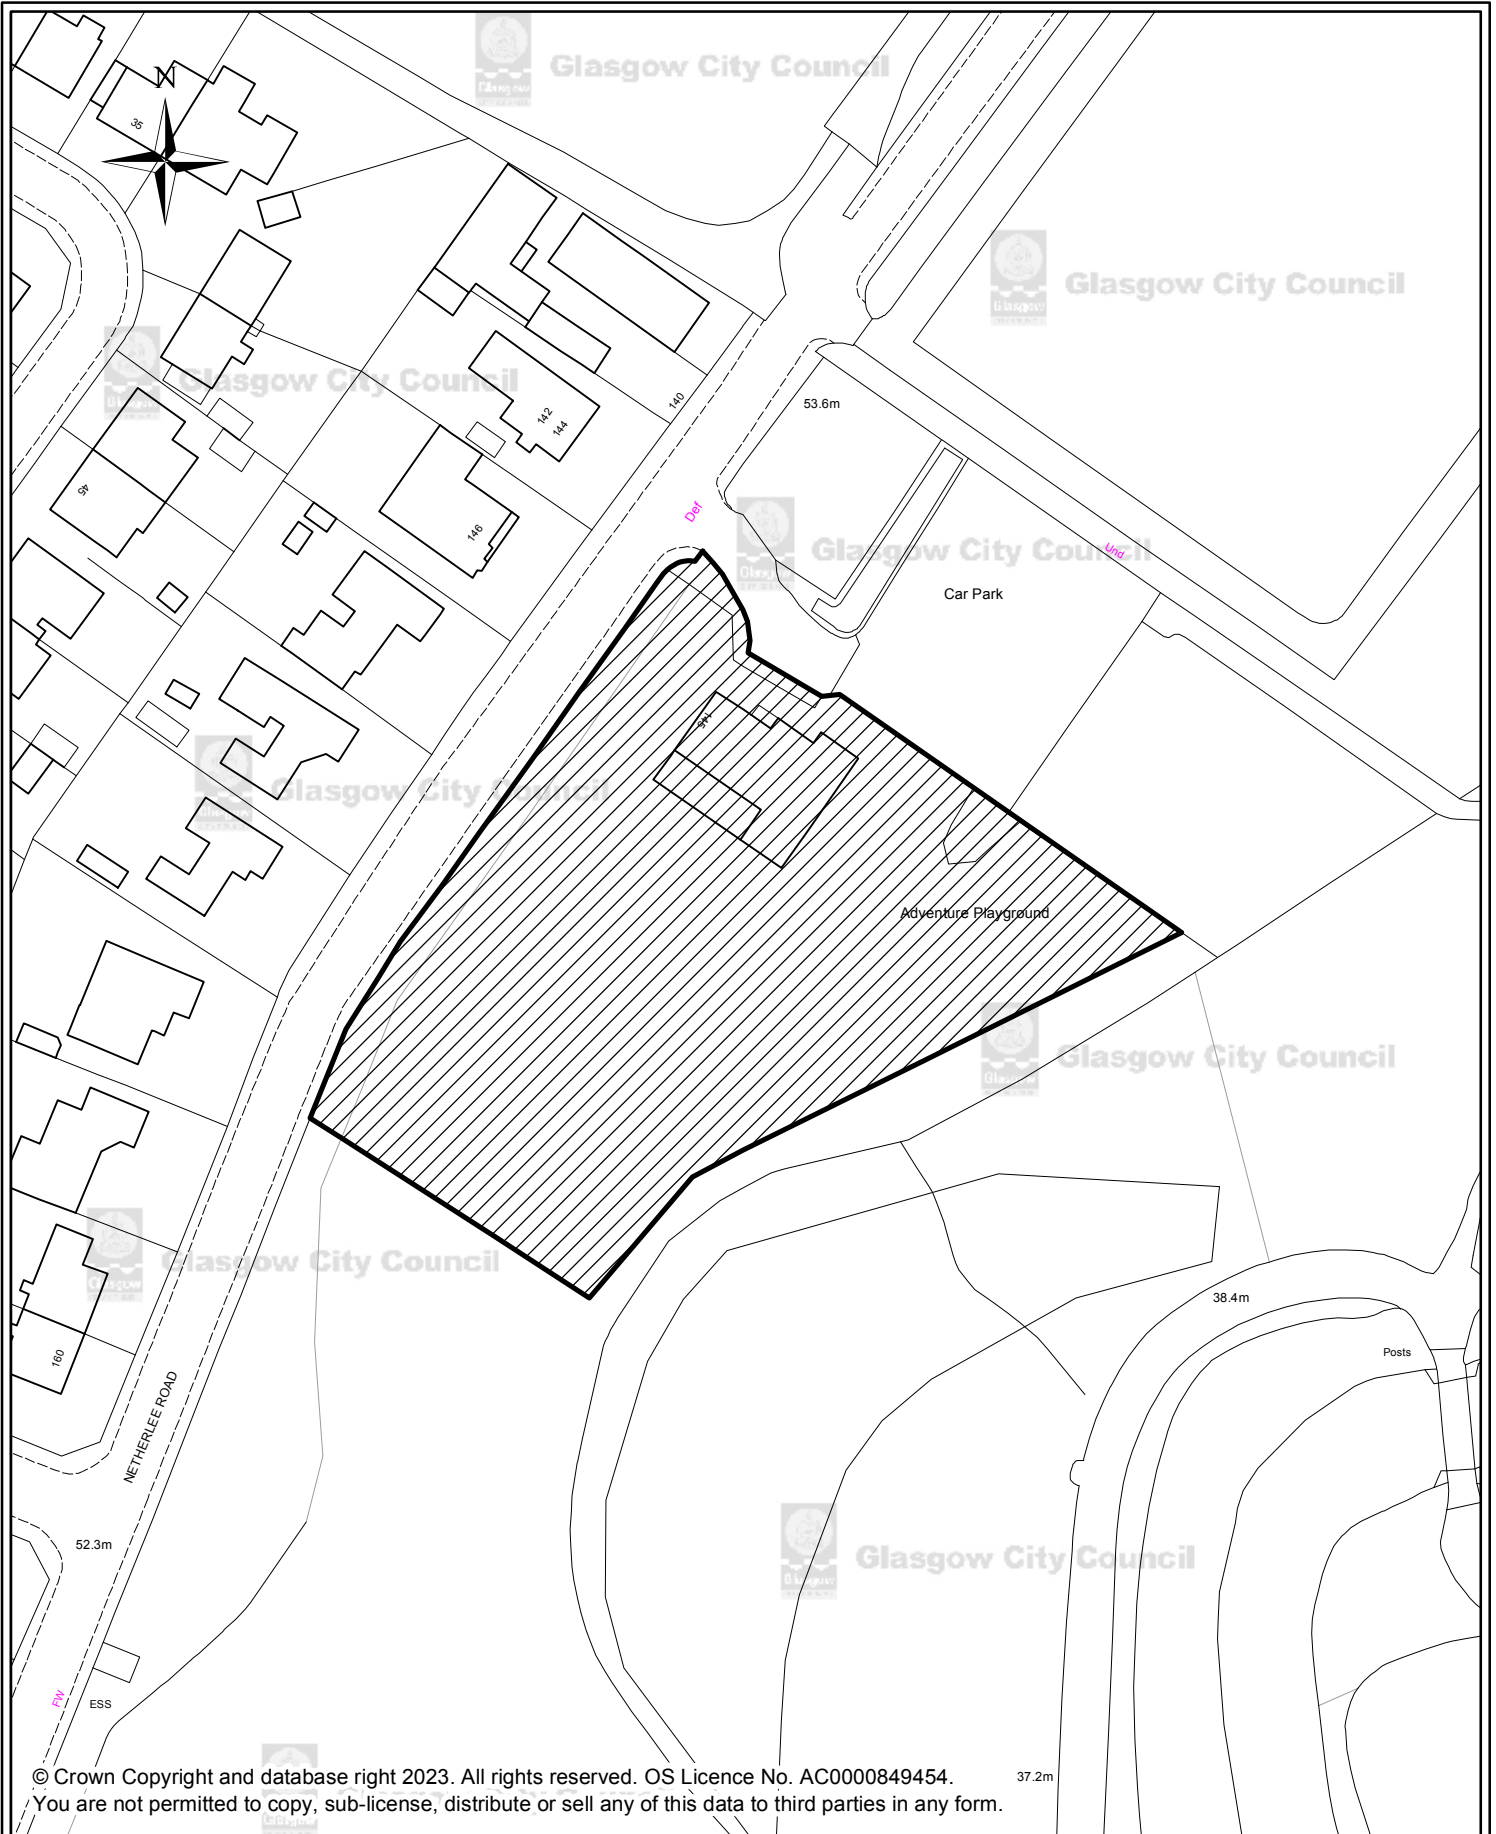 Glasgow City Council
N
35
Glasgow City Council
Glasgow City Council
140
53.6m
142
144
45
146
Def
Glasgow City Council
Und
Car Park
145
Glasgow City Council
Adventure Playground
Glasgow City Council
Glasgow City Council
38.4m
Posts
160
NETHERLEE ROAD
52.3m
Glasgow City Council
FW
ESS
37.2m
© Crown Copyright and database right 2023. All rights reserved. OS Licence No. AC0000849454.
You are not permitted to copy, sub-license, distribute or sell any of this data to third parties in any form.